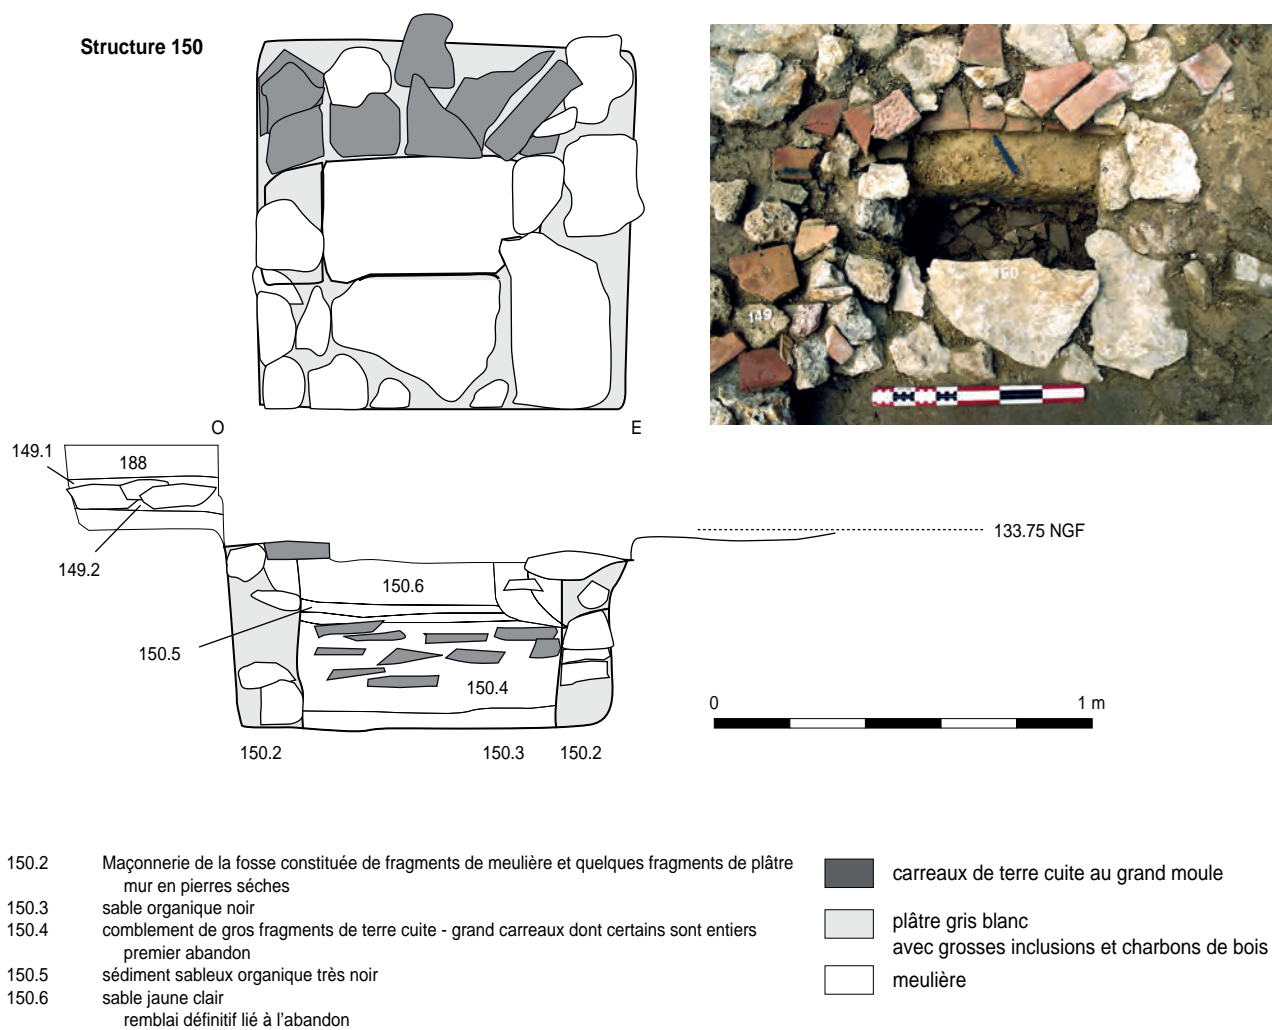 Structure 150
160
149
O
E
149.1
188
133.75 NGF
149.2
150.6
150.5
150.4
0
1 m
150.2
150.3
150.2
150.2 Maçonnerie de la fosse constituée de fragments de meulière et quelques fragments de plâtre
mur en pierres séches
150.3 sable organique noir
150.4 comblement de gros fragments de terre cuite - grand carreaux dont certains sont entiers
premier abandon
150.5 sédiment sableux organique très noir
150.6 sable jaune clair
remblai définitif lié à l'abandon
carreaux de terre cuite au grand moule
plâtre gris blanc
avec grosses inclusions et charbons de bois
meulière